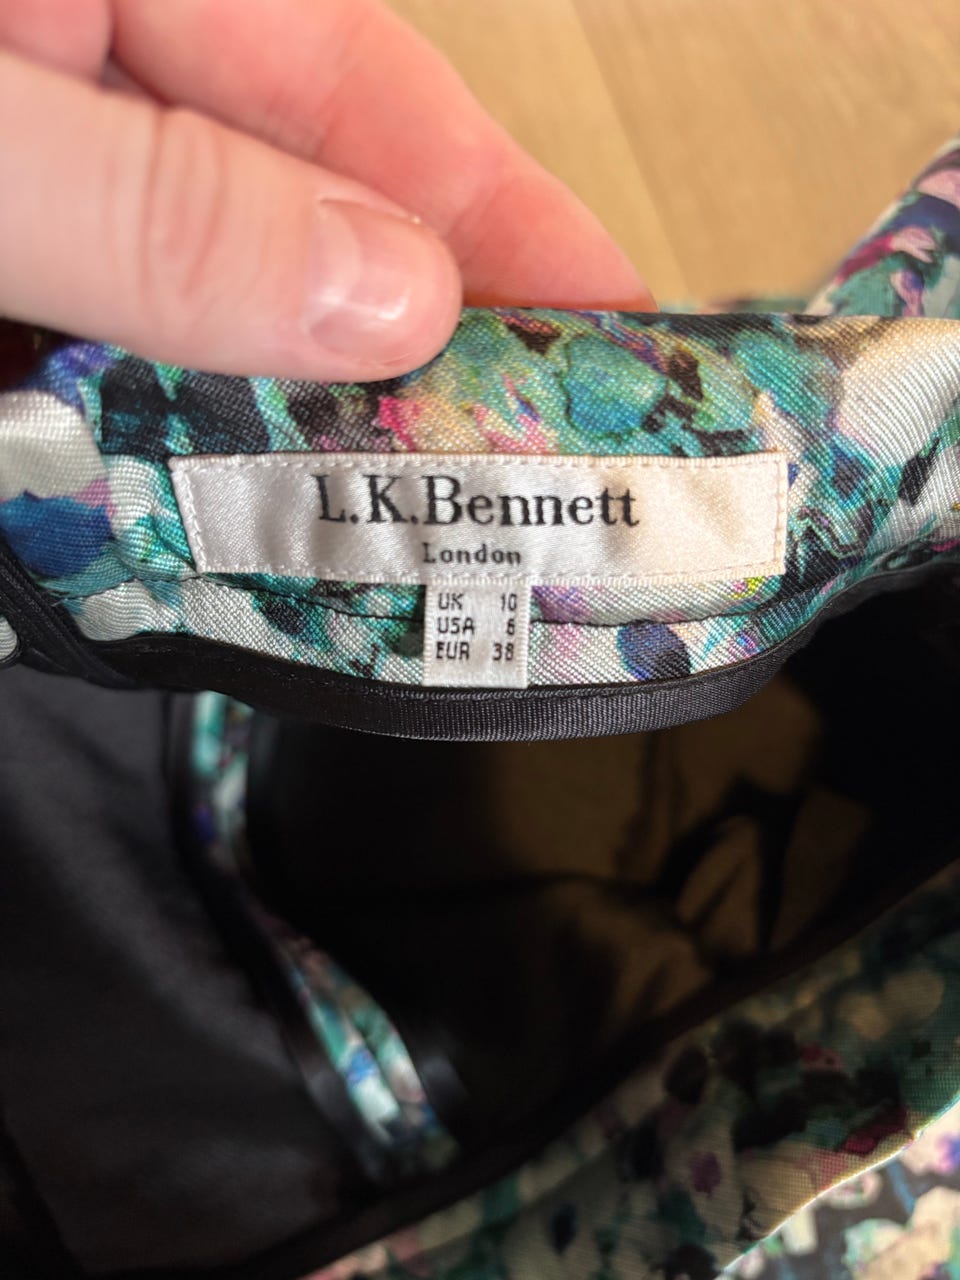 L.K.Bennett
London
UK 10
USA 6
EUR 38